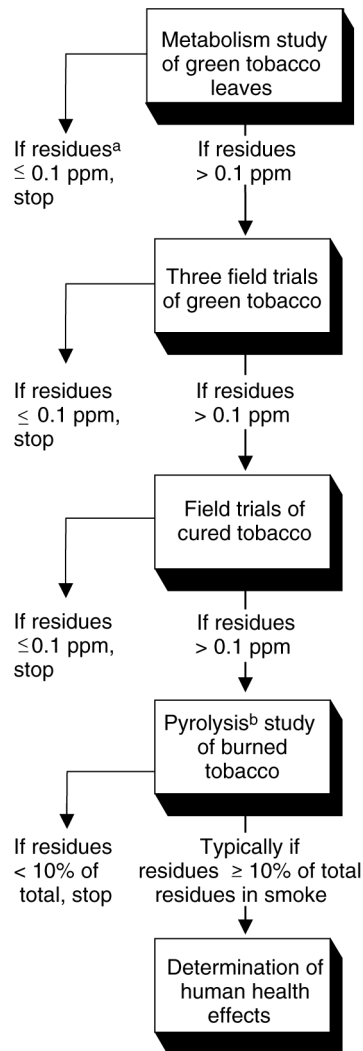 Metabolism study
of green tobacco
leaves
If residuesᵃ
≤ 0.1 ppm,
stop
If residues
> 0.1 ppm
Three field trials
of green tobacco
If residues
≤ 0.1 ppm,
stop
If residues
> 0.1 ppm
Field trials of
cured tobacco
If residues
≤0.1 ppm,
stop
If residues
> 0.1 ppm
Pyrolysisᵇ study
of burned
tobacco
If residues
< 10% of
total, stop
Typically if
residues ≥ 10% of total
residues in smoke
Determination of
human health
effects